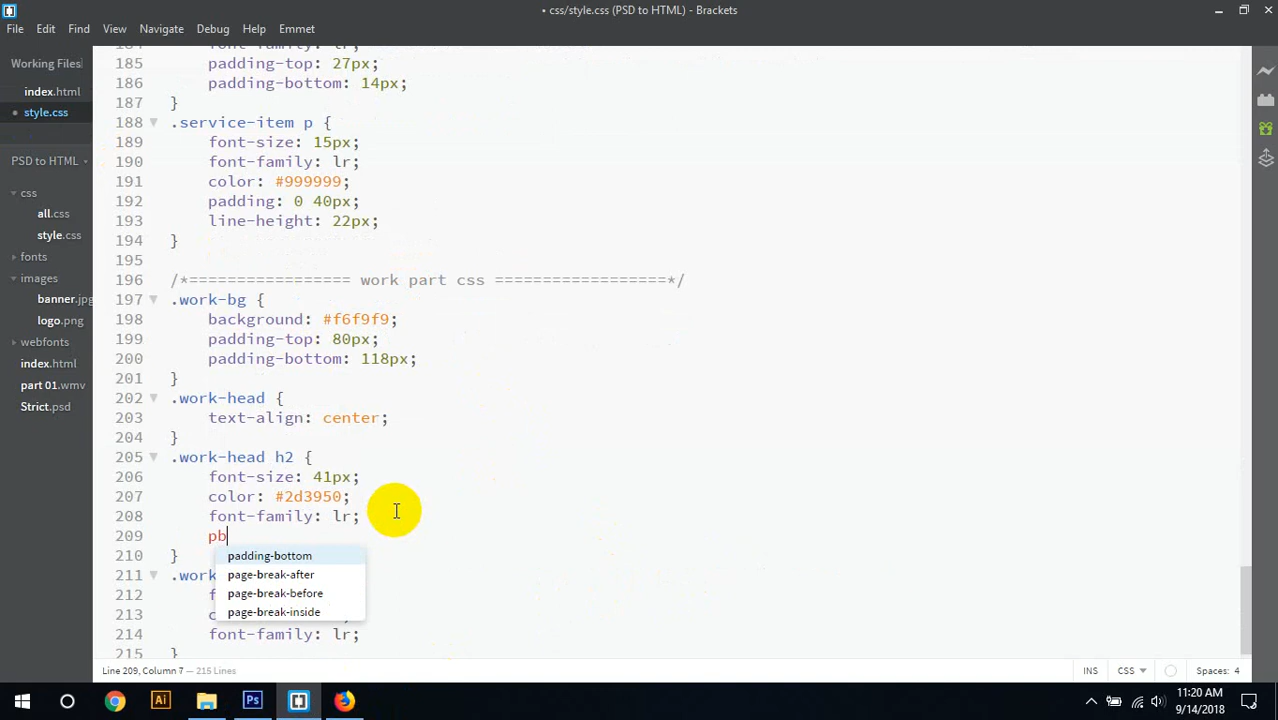 • css/style.css (PSD to HTML) - Brackets
File Edit Find View Navigate Debug Help Emmet
Working Files
index.html
• style.css
PSD to HTML
css
all.css
style.css
fonts
images
banner.jpg
logo.png
webfonts
index.html
part 01.wmv
Strict.psd
184 font-family: lr;
185 padding-top: 27px;
186 padding-bottom: 14px;
187 }
188 .service-item p {
189 font-size: 15px;
190 font-family: lr;
191 color: #999999;
192 padding: 0 40px;
193 line-height: 22px;
194 }
195
196 /*================= work part css ==================*/
197 .work-bg {
198 background: #f6f9f9;
199 padding-top: 80px;
200 padding-bottom: 118px;
201 }
202 .work-head {
203 text-align: center;
204 }
205 .work-head h2 {
206 font-size: 41px;
207 color: #2d3950;
208 font-family: lr;
209 pb
padding-bottom
page-break-after
page-break-before
page-break-inside
210 }
211 .work
212 f
213 c
214 font-family: lr;
215 }
Line 209, Column 7 — 215 Lines
INS CSS Spaces: 4
Ai Ps
11:20 AM
9/14/2018